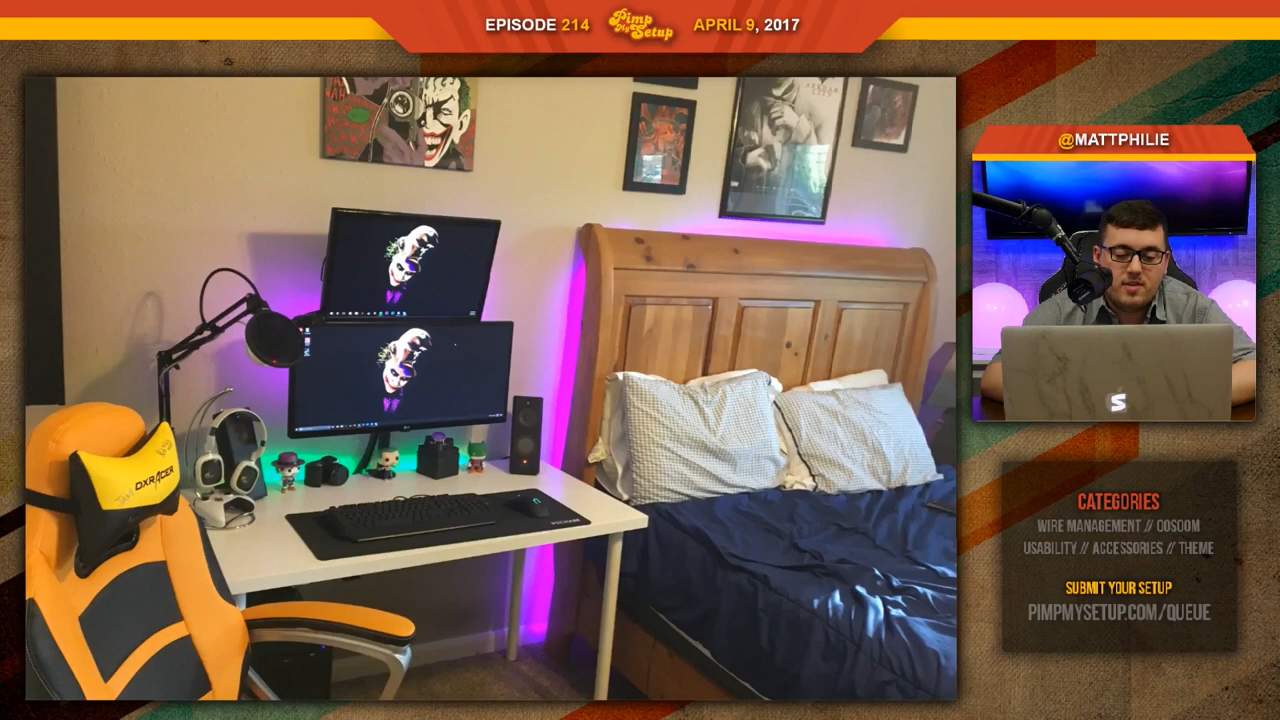 EPISODE 214
Pimp
My
Setup
APRIL 9, 2017
@MATTPHILIE
DXRACER
CATEGORIES
WIRE MANAGEMENT // OOSOOM
USABILITY // ACCESSORIES // THEME
SUBMIT YOUR SETUP
PIMPMYSETUP.COM/QUEUE